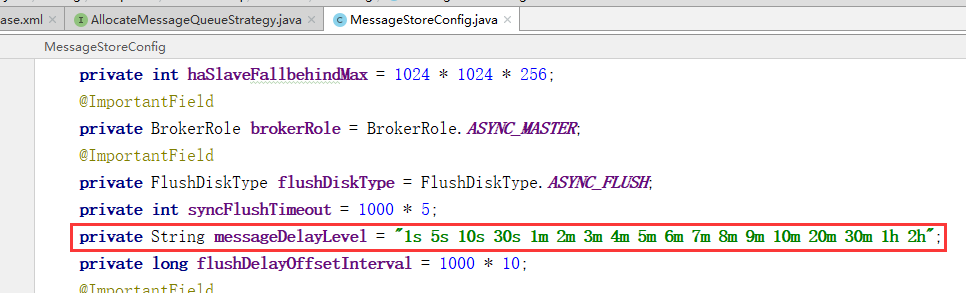 ase.xml × AllocateMessageQueueStrategy.java × MessageStoreConfig.java ×
MessageStoreConfig
private int haSlaveFallbehindMax = 1024 * 1024 * 256;
@ImportantField
private BrokerRole brokerRole = BrokerRole.ASYNC_MASTER;
@ImportantField
private FlushDiskType flushDiskType = FlushDiskType.ASYNC_FLUSH;
private int syncFlushTimeout = 1000 * 5;
private String messageDelayLevel = "1s 5s 10s 30s 1m 2m 3m 4m 5m 6m 7m 8m 9m 10m 20m 30m 1h 2h";
private long flushDelayOffsetInterval = 1000 * 10;
@ImportantField